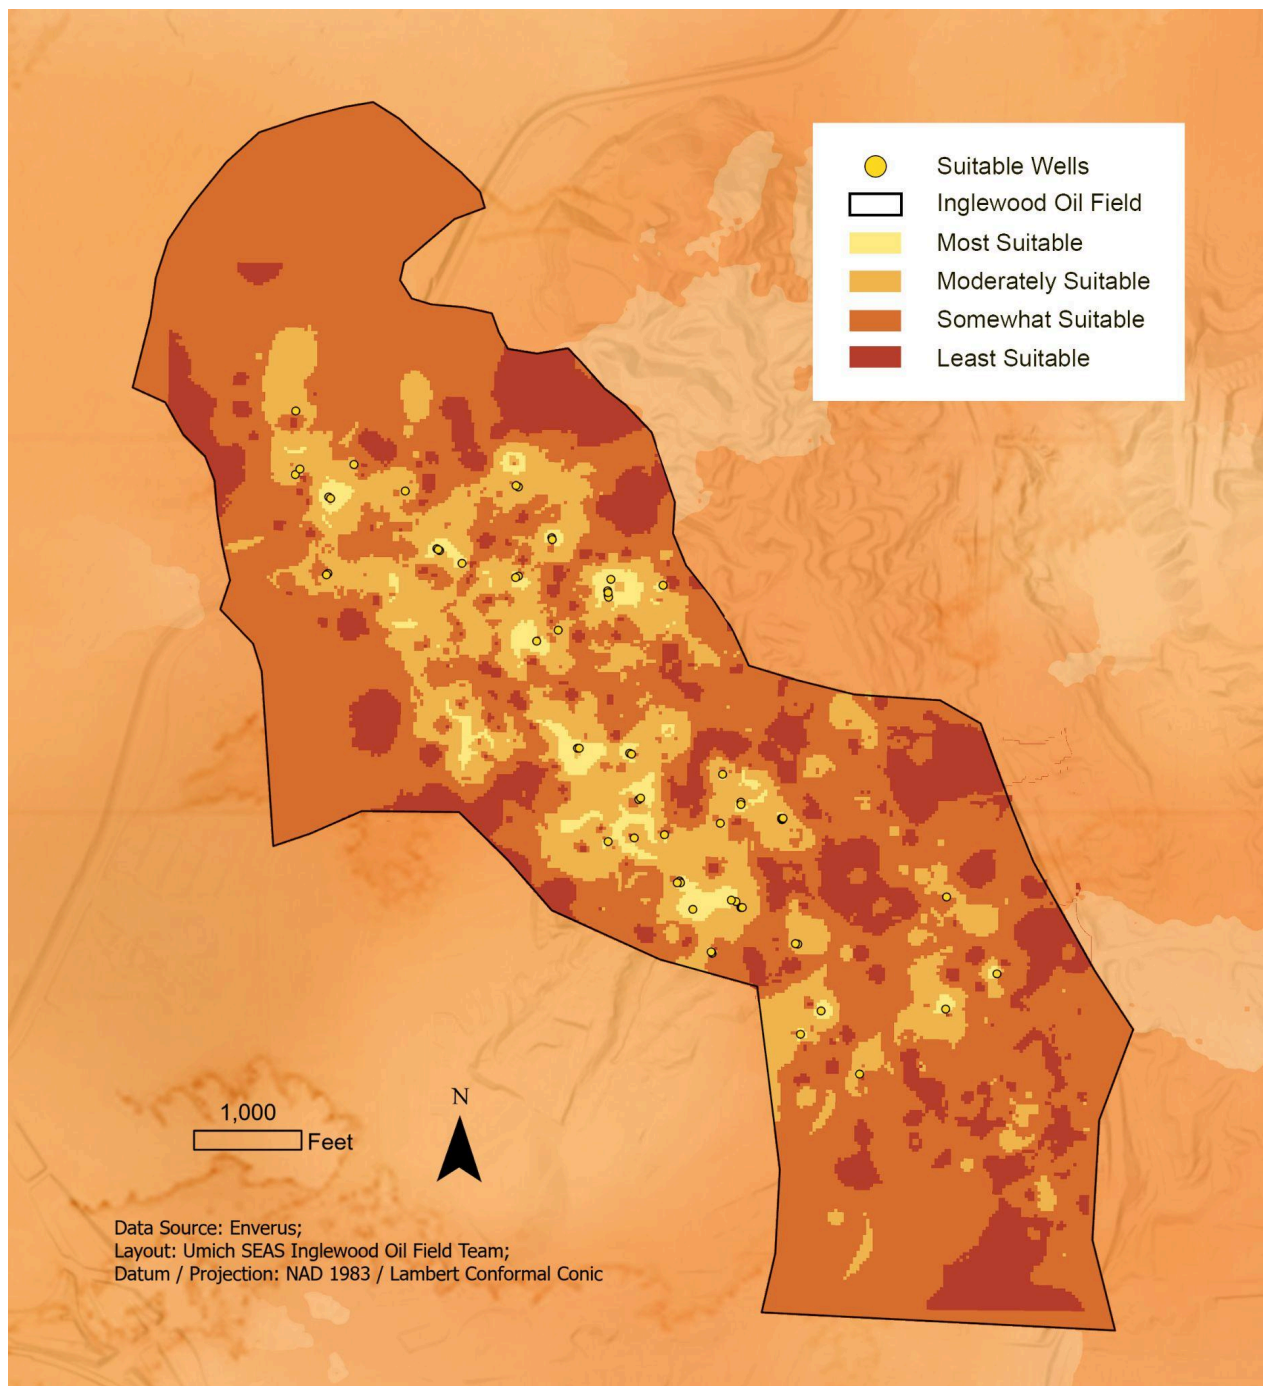 Suitable Wells
Inglewood Oil Field
Most Suitable
Moderately Suitable
Somewhat Suitable
Least Suitable
1,000
Feet
N
Data Source: Enverus;
Layout: Umich SEAS Inglewood Oil Field Team;
Datum / Projection: NAD 1983 / Lambert Conformal Conic